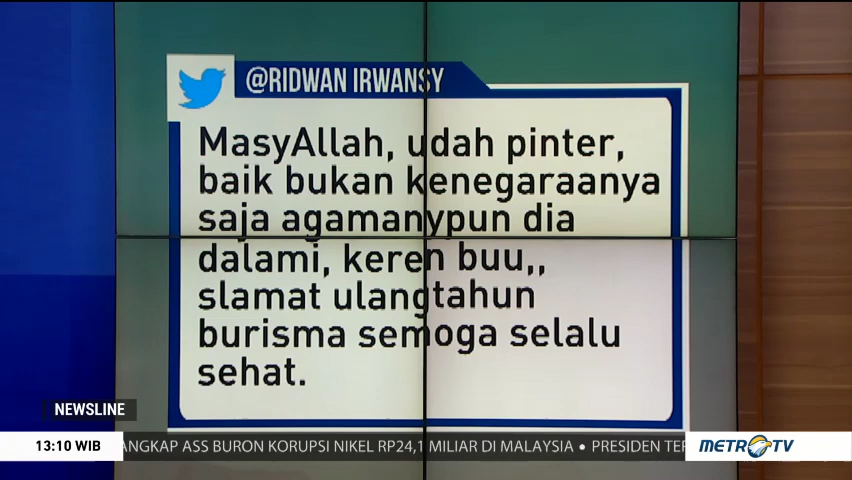 @RIDWAN IRWANSY
MasyAllah, udah pinter,
baik bukan kenegaraanya
saja agamanypun dia
dalami, keren buu,,
slamat ulangtahun
burisma semoga selalu
sehat.
NEWSLINE
13:10 WIB
ANGKAP ASS BURON KORUPSI NIKEL RP24,1 MILIAR DI MALAYSIA • PRESIDEN TER
METRO TV